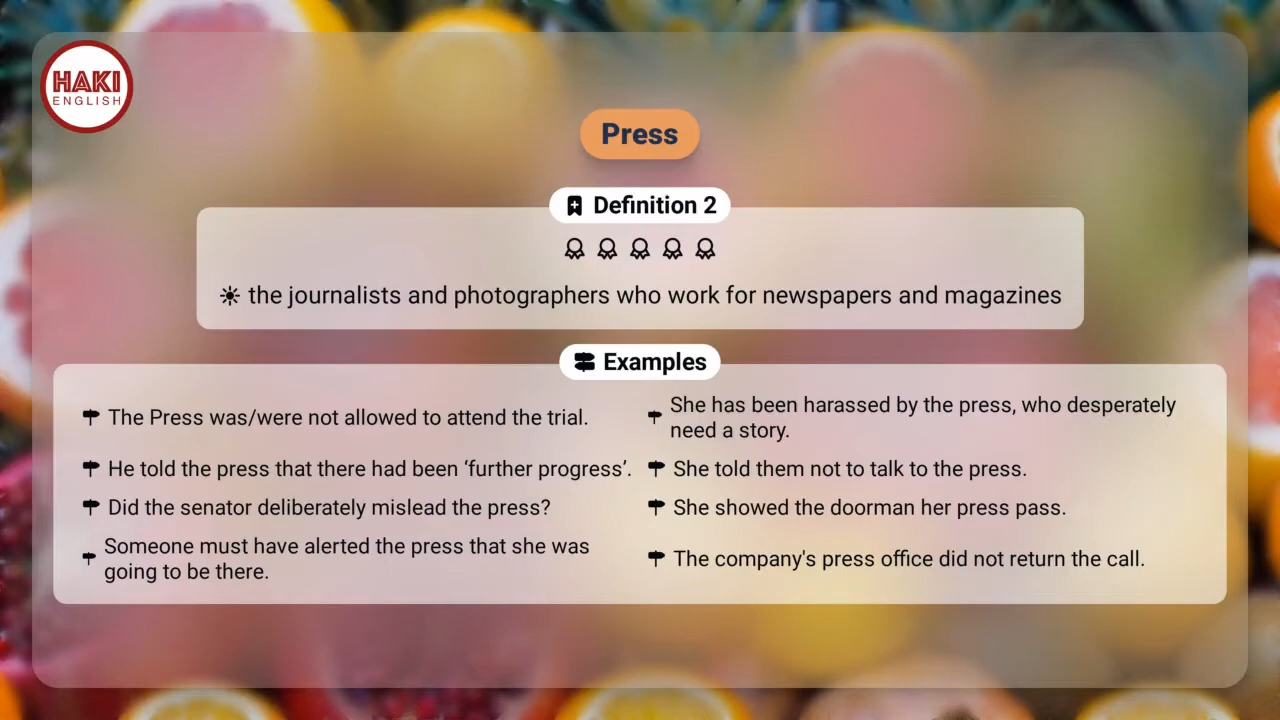 HAKI
ENGLISH
Press
Definition 2
the journalists and photographers who work for newspapers and magazines
Examples
The Press was/were not allowed to attend the trial.
She has been harassed by the press, who desperately
need a story.
He told the press that there had been ‘further progress’.
She told them not to talk to the press.
Did the senator deliberately mislead the press?
She showed the doorman her press pass.
Someone must have alerted the press that she was
going to be there.
The company's press office did not return the call.